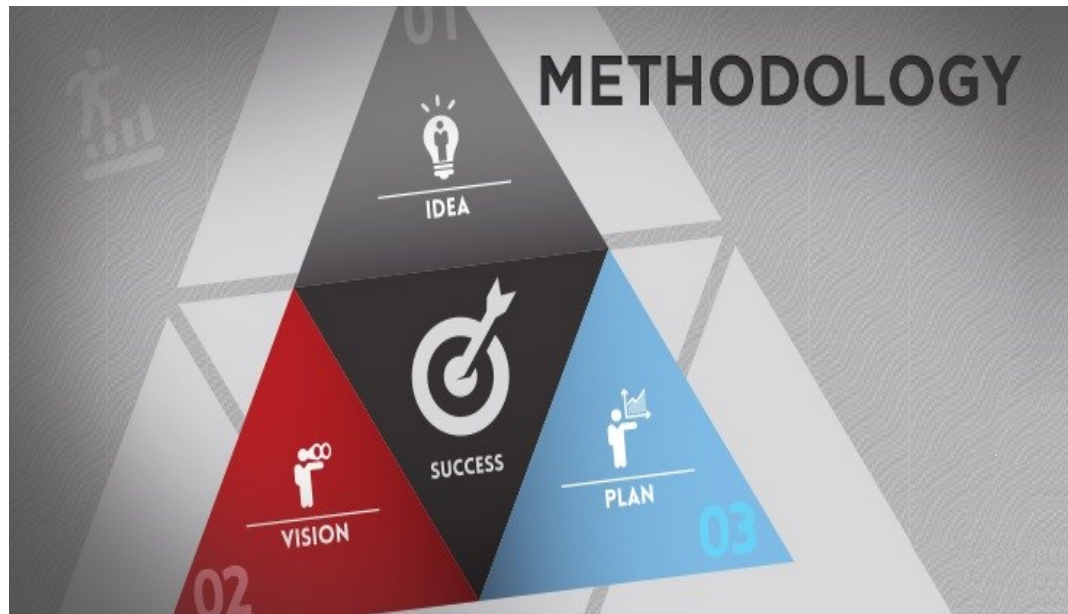 01
METHODOLOGY
IDEA
SUCCESS
VISION
PLAN
02
03